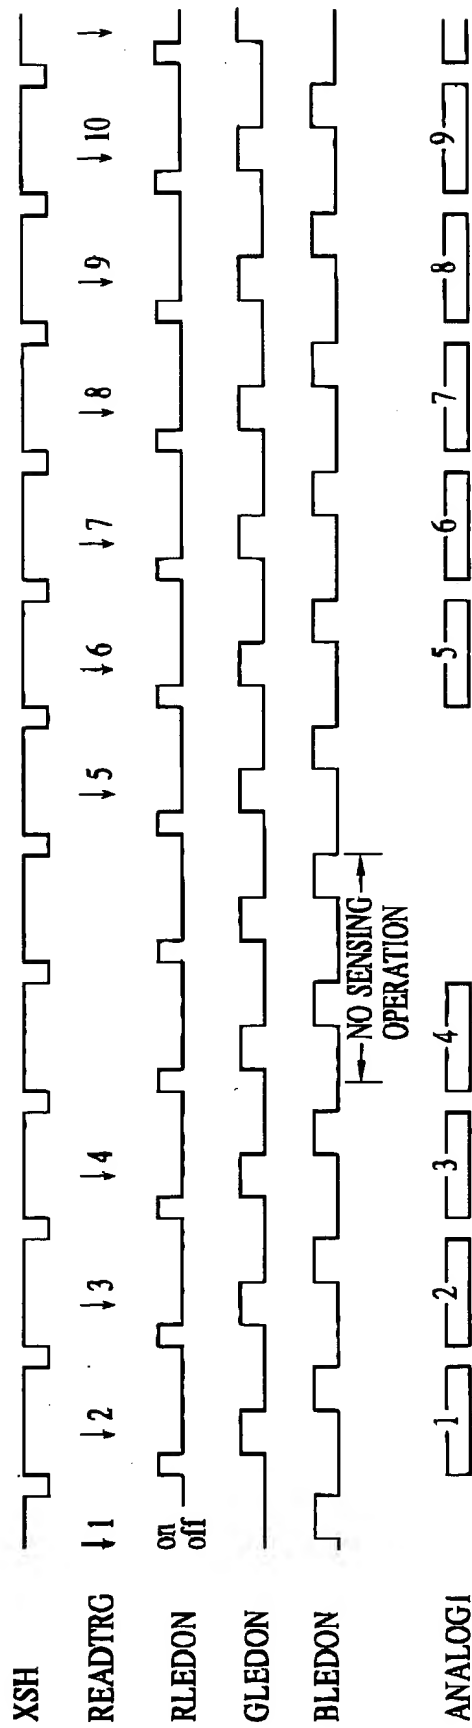 XSH
READTRG 1 2 3 4 5 6 7 8 9 10
RLEDON on
off
GLEDON
BLEDON
NO SENSING
OPERATION
ANALOG1 1 2 3 4 5 6 7 8 9